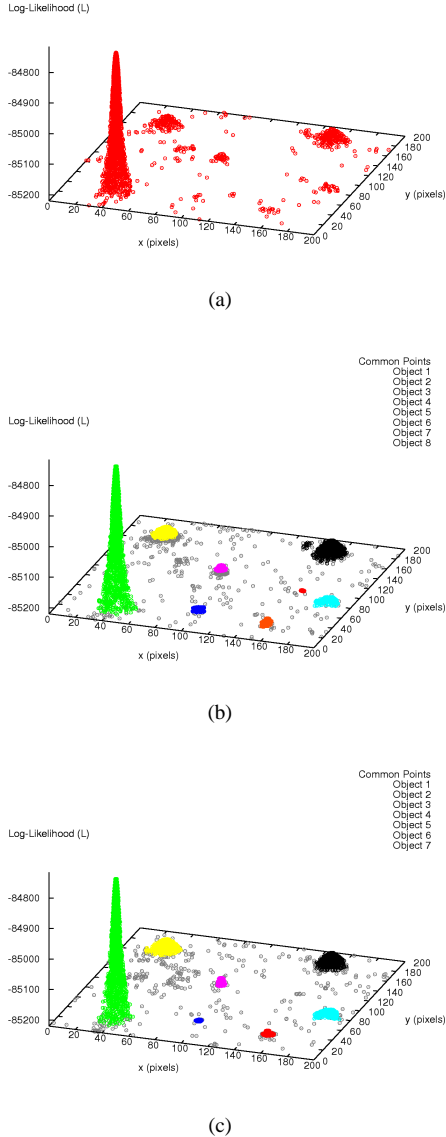 Log-Likelihood (L)
-84800
-84900
-85000
-85100
-85200
0 20 40 60 80 100 120 140 160 180 200
x (pixels)
0 20 40 60 80 100 120 140 160 180 200
y (pixels)
(a)
Common Points
Object 1
Object 2
Object 3
Object 4
Object 5
Object 6
Object 7
Object 8
Log-Likelihood (L)
-84800
-84900
-85000
-85100
-85200
0 20 40 60 80 100 120 140 160 180 200
x (pixels)
0 20 40 60 80 100 120 140 160 180 200
y (pixels)
(b)
Common Points
Object 1
Object 2
Object 3
Object 4
Object 5
Object 6
Object 7
Log-Likelihood (L)
-84800
-84900
-85000
-85100
-85200
0 20 40 60 80 100 120 140 160 180 200
x (pixels)
0 20 40 60 80 100 120 140 160 180 200
y (pixels)
(c)